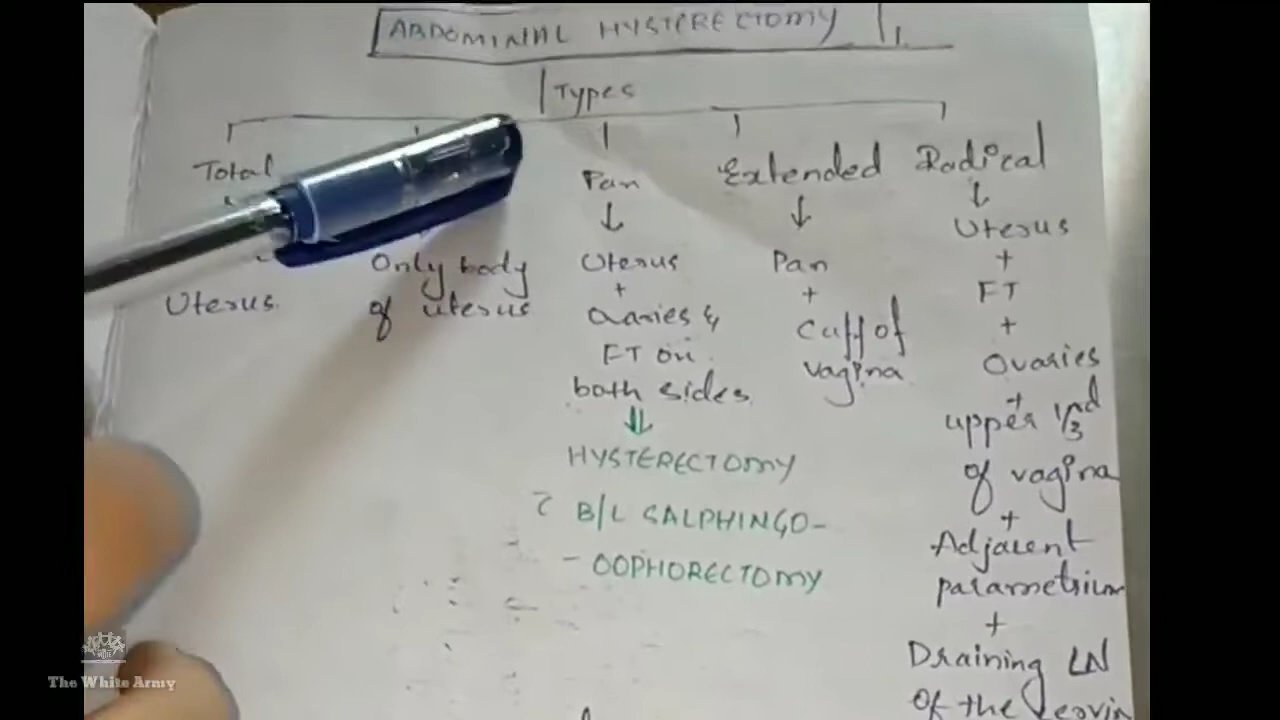 ABDOMINAL HYSTERECTOMY
Types
Total
Uterus
Only body
of uterus
Pan
↓
Uterus
+
Ovaries &
FT on
both sides
⇓
HYSTERECTOMY
c̄ B/L SALPHINGO-
- OOPHORECTOMY
Extended
↓
Pan
+
Cuff of
vagina
Radical
↓
Uterus
+
FT
+
Ovaries
+
upper 1/3rd
of vagina
+
Adjacent
parametrium
+
Draining LN
of the
The White Army